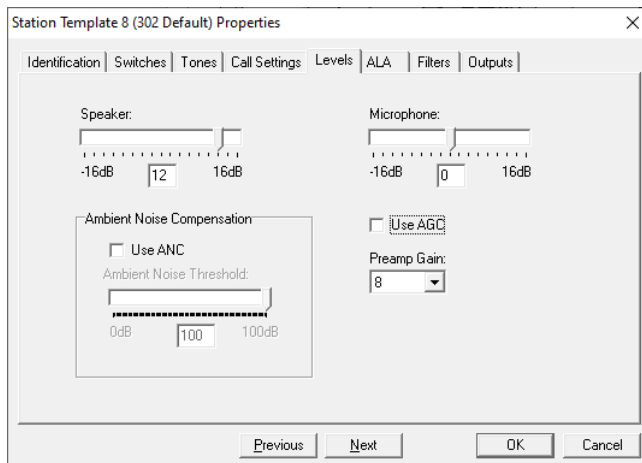 Station Template 8 (302 Default) Properties
Identification Switches Tones Call Settings Levels ALA Filters Outputs
Speaker:
-16dB 12 16dB
Microphone:
-16dB 0 16dB
Ambient Noise Compensation
Use ANC
Ambient Noise Threshold:
0dB 100 100dB
Use AGC
Preamp Gain:
8
Previous Next OK Cancel